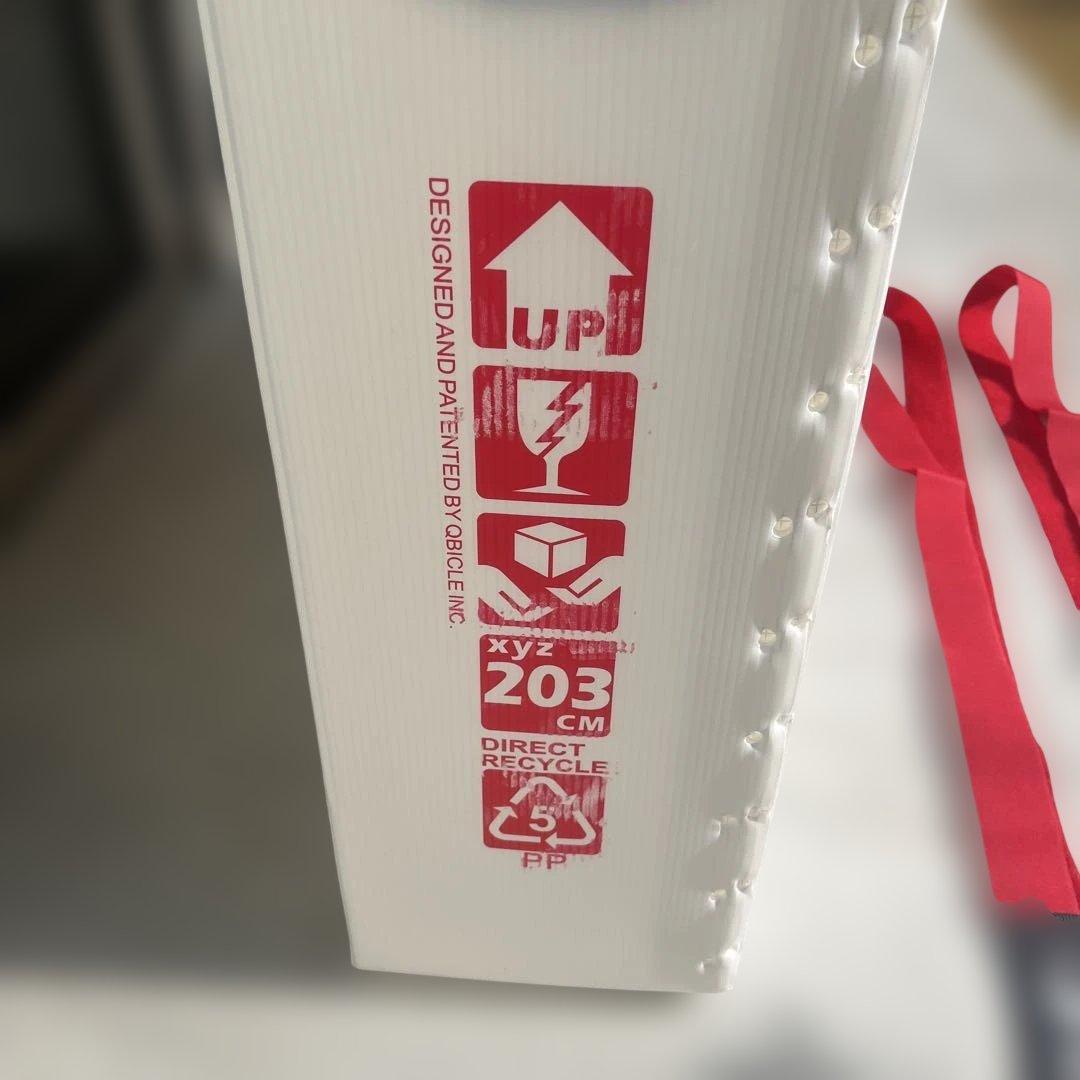 DESIGNED AND PATENTED BY QBICLE INC.
UP
xyz
203
CM
DIRECT
RECYCLE
5
PP